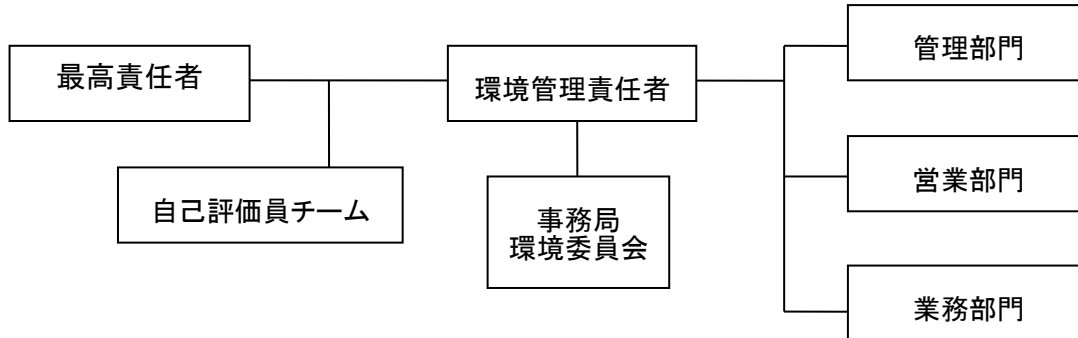 最高責任者
環境管理責任者
自己評価員チーム
事務局
環境委員会
管理部門
営業部門
業務部門